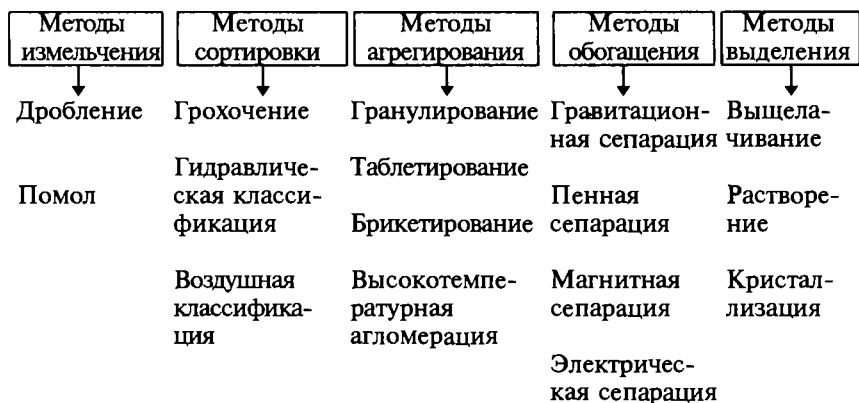 Методы
измельчения
Дробление
Помол
Методы
сортировки
Грохочение
Гидравличе-
ская класси-
фикация
Воздушная
классифика-
ция
Методы
агрегирования
Гранулирование
Таблетирование
Брикетирование
Высокотемпе-
ратурная
агломерация
Методы
обогащения
Гравитацион-
ная сепарация
Пенная
сепарация
Магнитная
сепарация
Электричес-
кая сепарация
Методы
выделения
Выщела-
чивание
Растворе-
ние
Кристал-
лизация